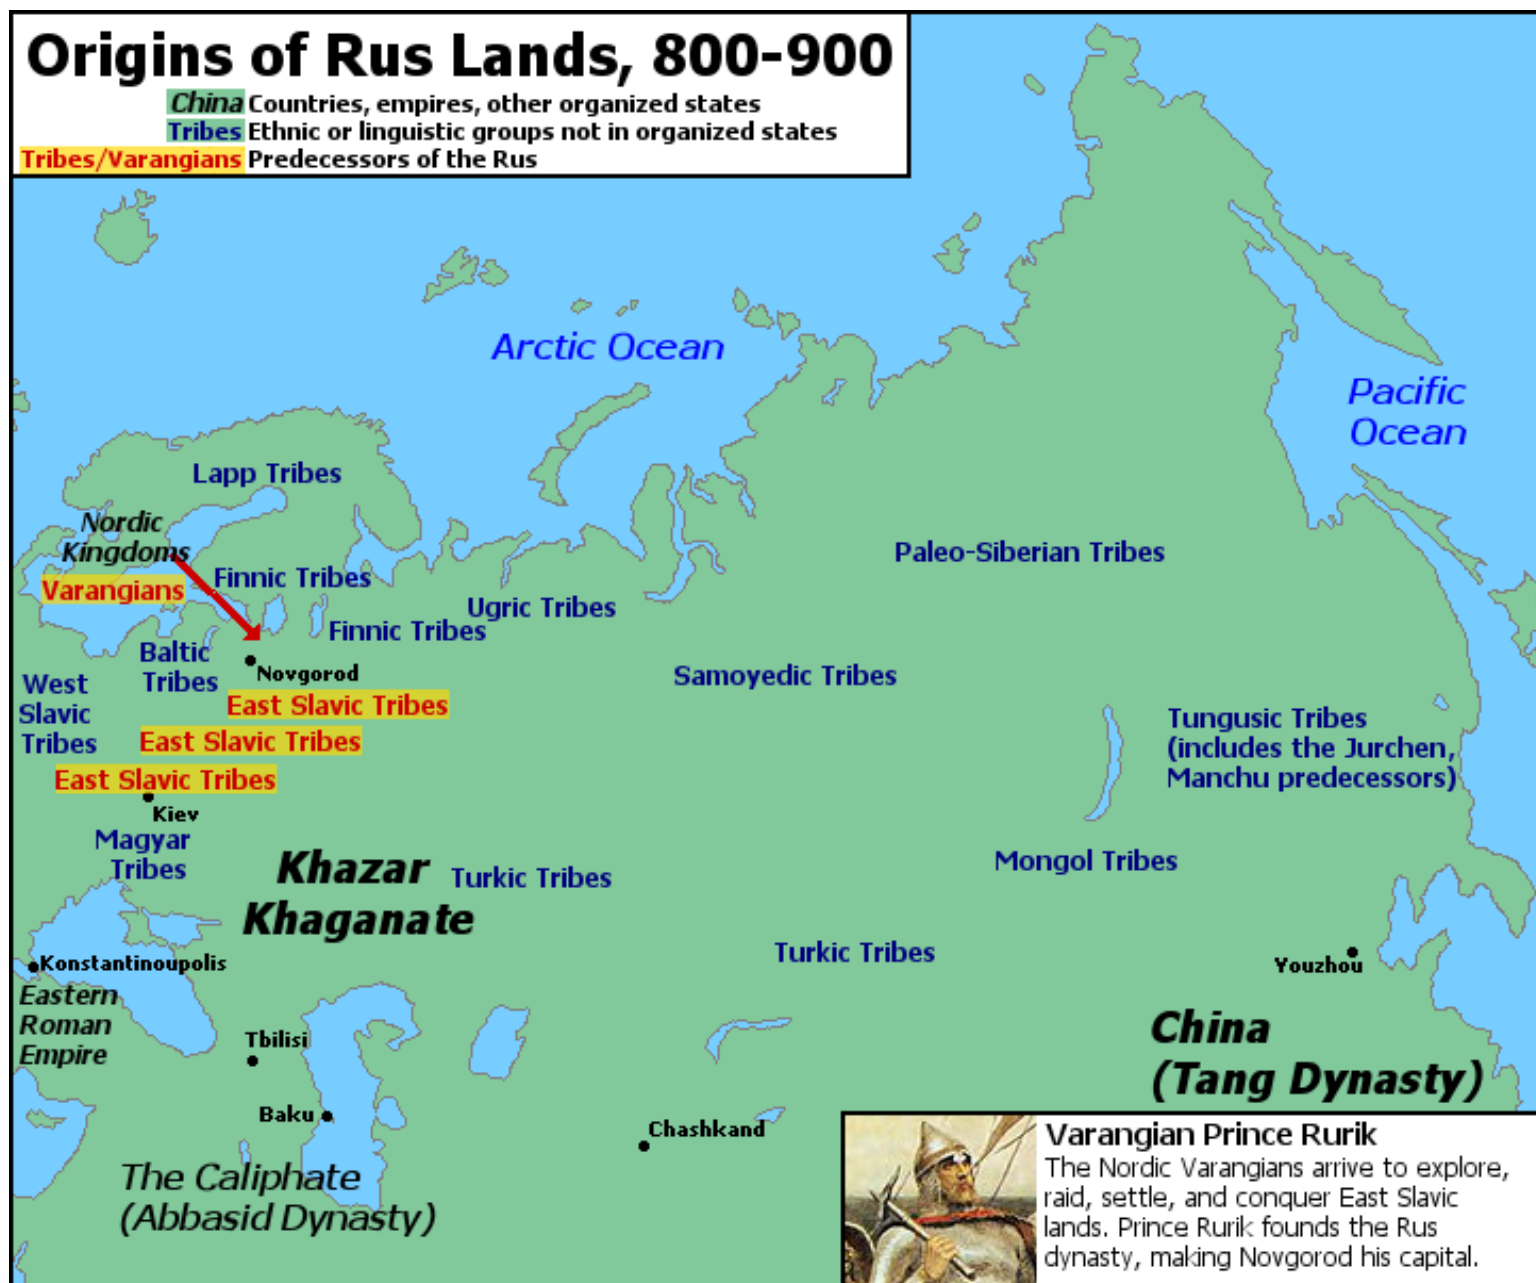 Origins of Rus Lands, 800-900
China Countries, empires, other organized states
Tribes Ethnic or linguistic groups not in organized states
Tribes/Varangians Predecessors of the Rus
Arctic Ocean
Pacific
Ocean
Lapp Tribes
Nordic
Kingdoms
Varangians
Finnic Tribes
Paleo-Siberian Tribes
Ugric Tribes
Finnic Tribes
Baltic
Tribes
Novgorod
West
Slavic
Tribes
Samoyedic Tribes
East Slavic Tribes
East Slavic Tribes
East Slavic Tribes
Tungusic Tribes
(includes the Jurchen,
Manchu predecessors)
Kiev
Magyar
Tribes
Khazar
Khaganate
Turkic Tribes
Mongol Tribes
Turkic Tribes
Konstantinoupolis
Youzhou
Eastern
Roman
Empire
Tbilisi
China
(Tang Dynasty)
Baku
Chashkand
The Caliphate
(Abbasid Dynasty)
Varangian Prince Rurik
The Nordic Varangians arrive to explore,
raid, settle, and conquer East Slavic
lands. Prince Rurik founds the Rus
dynasty, making Novgorod his capital.